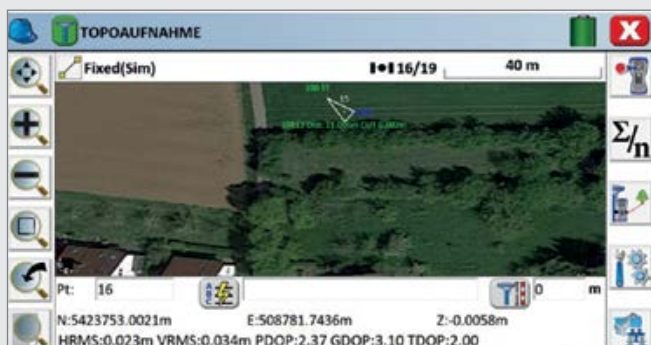 TOPOAUFNAHME
Fixed(Sim)
16/19
40 m
15
Σ/n
Pt: 16
0 m
N:5423753.0021m E:508781.7436m Z:-0.0058m
HRMS:0.023m VRMS:0.034m PDOP:2.37 GDOP:3.10 TDOP:2.00